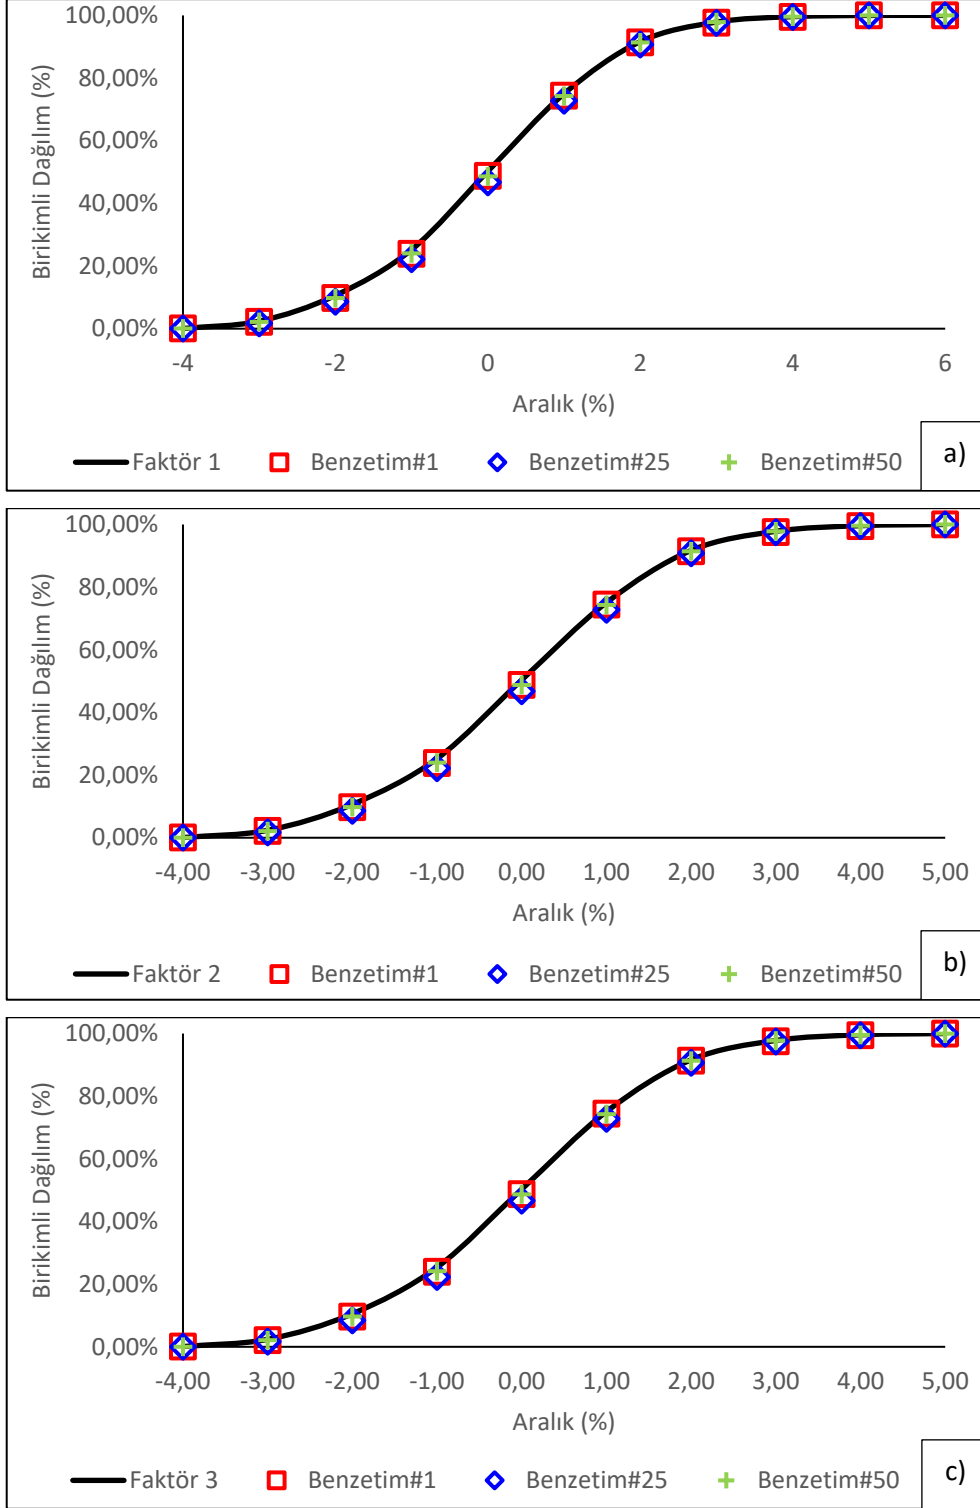 100,00%
80,00%
60,00%
40,00%
20,00%
0,00%
Birikimli Dağılım (%)
-4 -2 0 2 4 6
Aralık (%)
Faktör 1 Benzetim#1 Benzetim#25 Benzetim#50
a)
100,00%
80,00%
60,00%
40,00%
20,00%
0,00%
Birikimli Dağılım (%)
-4,00 -3,00 -2,00 -1,00 0,00 1,00 2,00 3,00 4,00 5,00
Aralık (%)
Faktör 2 Benzetim#1 Benzetim#25 Benzetim#50
b)
100,00%
80,00%
60,00%
40,00%
20,00%
0,00%
Birikimli Dağılım (%)
-4,00 -3,00 -2,00 -1,00 0,00 1,00 2,00 3,00 4,00 5,00
Aralık (%)
Faktör 3 Benzetim#1 Benzetim#25 Benzetim#50
c)